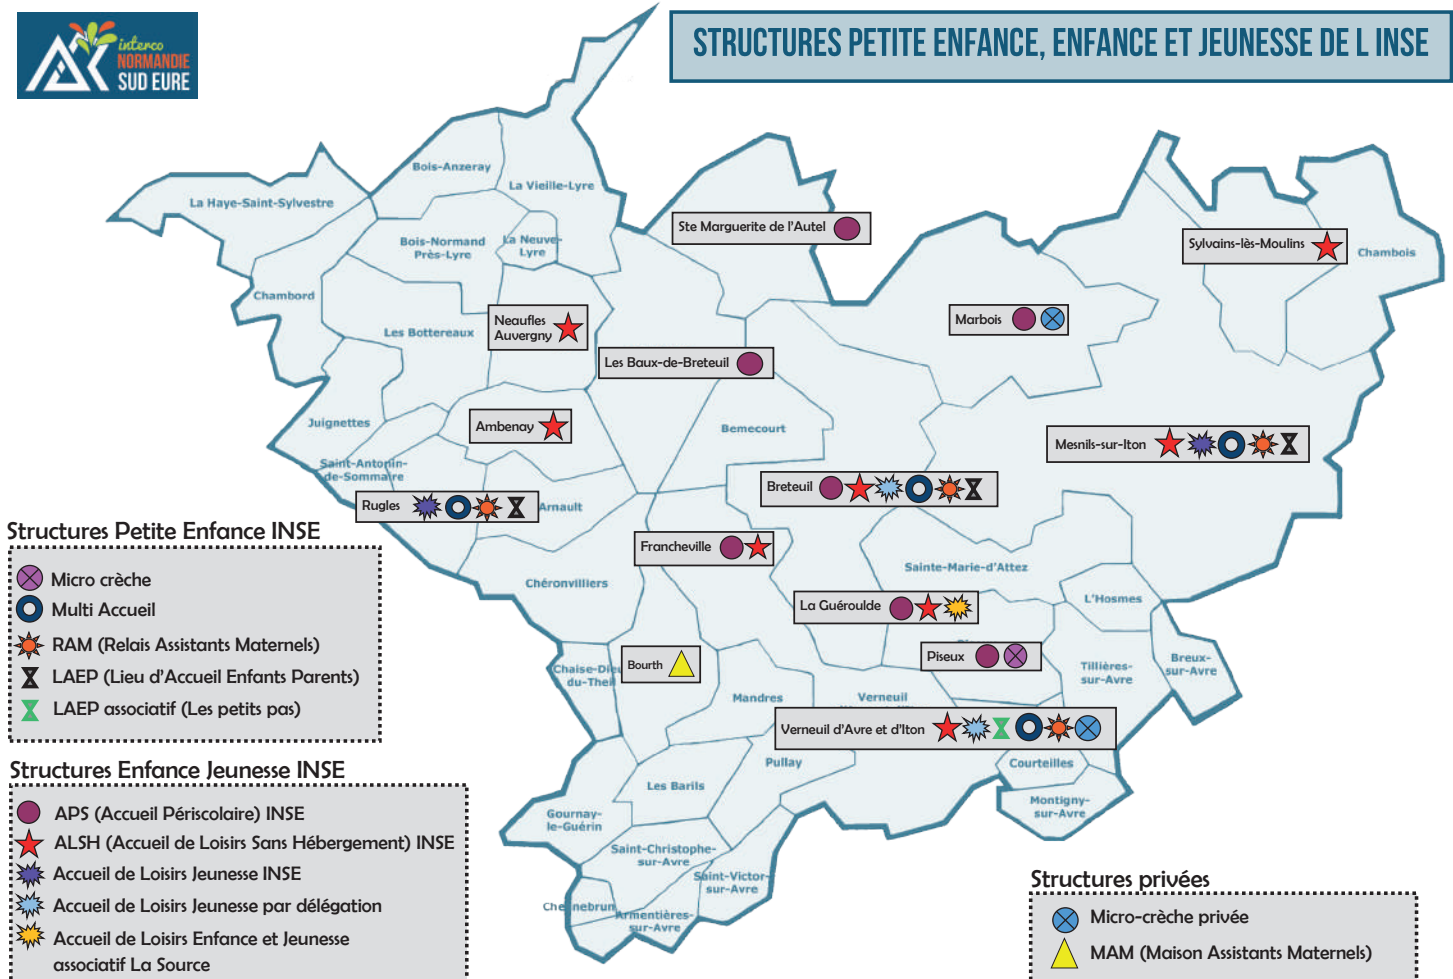 interco
NORMANDIE
SUD EURE
STRUCTURES PETITE ENFANCE, ENFANCE ET JEUNESSE DE L INSE
Bois-Anzeray
La Vieille-Lyre
La Haye-Saint-Sylvestre
Ste Marguerite de l'Autel
Bois-Normand
Près-Lyre
La Neuve-
Lyre
Sylvains-lès-Moulins
Chambois
Chambord
Neaufles
Auvergny
Les Bottereaux
Marbois
Les Baux-de-Breteuil
Juignettes
Ambenay
Bemecourt
Mesnils-sur-Iton
Saint-Antonin-
de-Sommaire
Breteuil
Rugles
Arnault
Francheville
Sainte-Marie-d'Attez
Chéronvilliers
L'Hosmes
La Guéroulde
Piseux
Bourth
Chaise-Dieu
du-Theil
Tillières-
sur-Avre
Breux-
sur-Avre
Mandres
Verneuil
Verneuil d'Avre et d'Iton
Pullay
Courteilles
Les Barils
Montigny-
sur-Avre
Gournay-
le-Guérin
Saint-Christophe-
sur-Avre
Saint-Victor-
sur-Avre
Chennebrun
Armentières-
sur-Avre
Structures Petite Enfance INSE
Micro crèche
Multi Accueil
RAM (Relais Assistants Maternels)
LAEP (Lieu d'Accueil Enfants Parents)
LAEP associatif (Les petits pas)
Structures Enfance Jeunesse INSE
APS (Accueil Périscolaire) INSE
ALSH (Accueil de Loisirs Sans Hébergement) INSE
Accueil de Loisirs Jeunesse INSE
Accueil de Loisirs Jeunesse par délégation
Accueil de Loisirs Enfance et Jeunesse
associatif La Source
Structures privées
Micro-crèche privée
MAM (Maison Assistants Maternels)